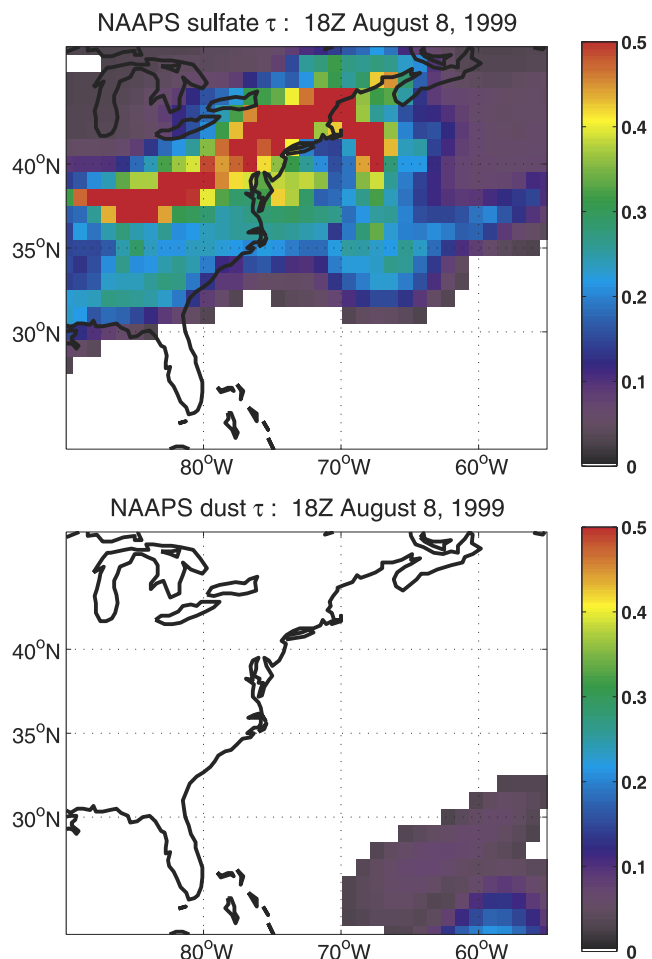 NAAPS sulfate τ : 18Z August 8, 1999
0.5
0.4
40°N
0.3
35°N
0.2
30°N
0.1
0
80°W 70°W 60°W
NAAPS dust τ : 18Z August 8, 1999
0.5
0.4
40°N
0.3
35°N
0.2
30°N
0.1
0
80°W 70°W 60°W